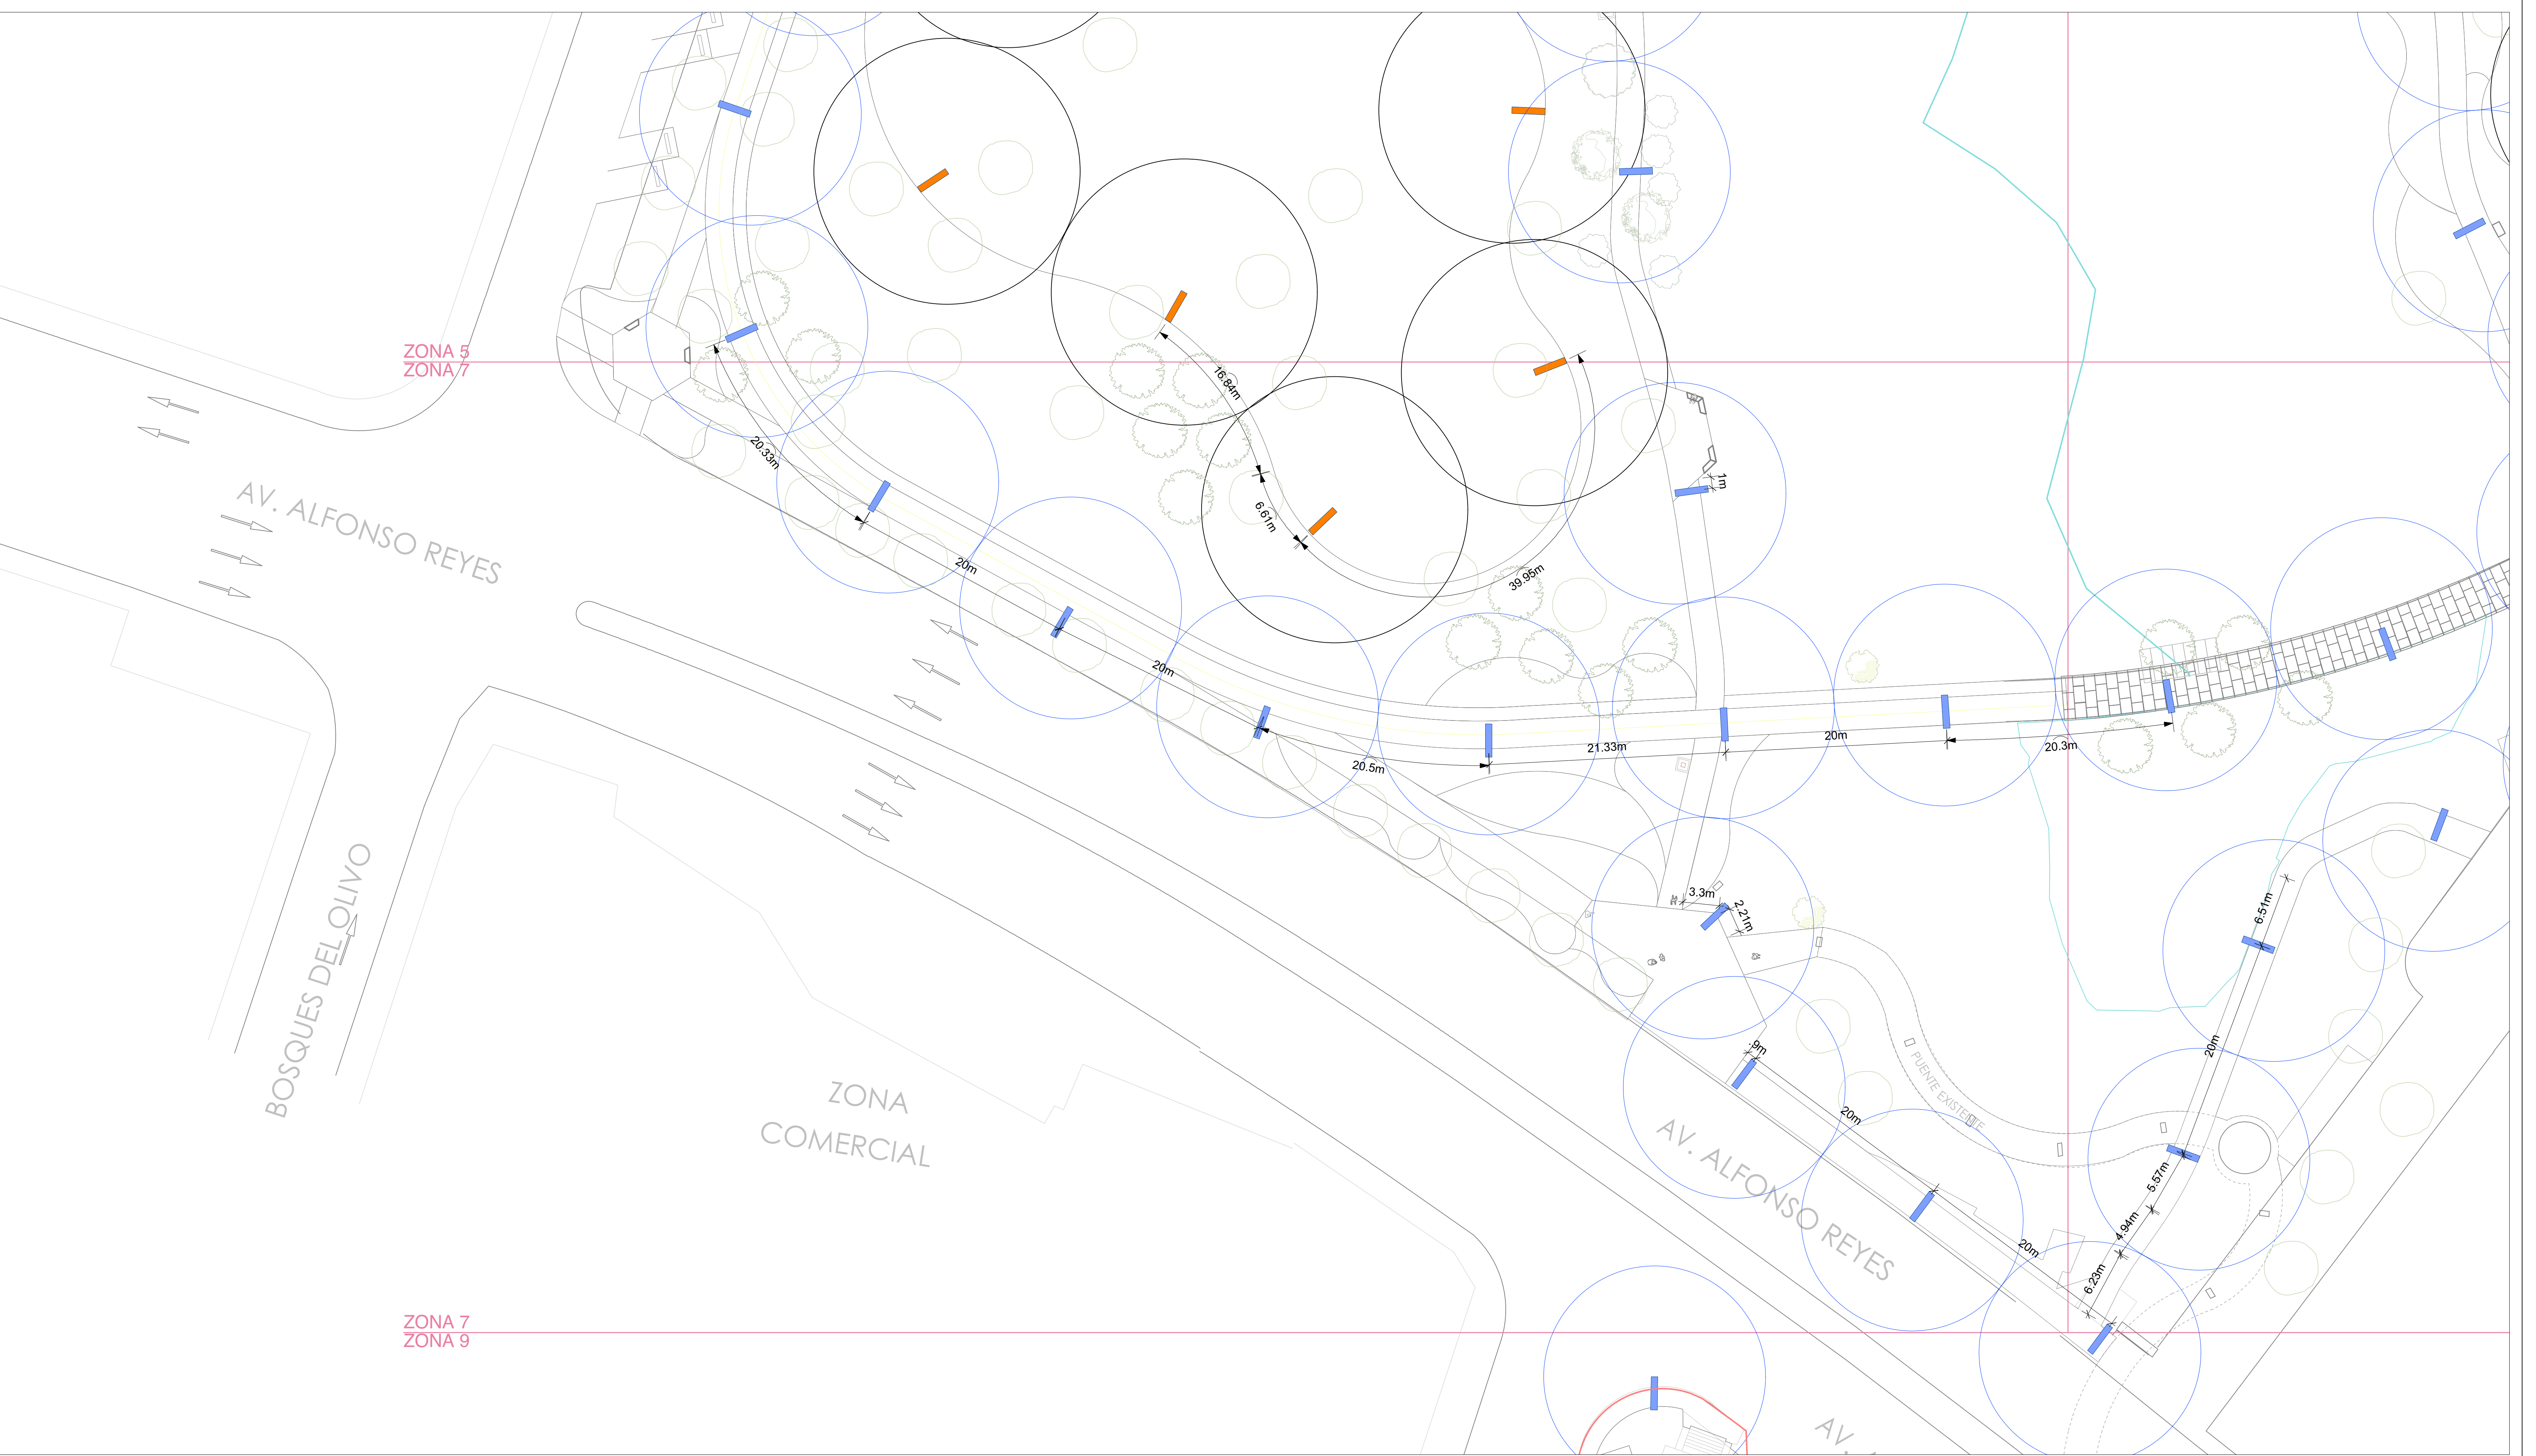 ZONA 5
ZONA 7
16.84m
20.33m
1m
AV. ALFONSO REYES
6.61m
20m
39.95m
20m
20.5m
21.33m
20m
20.3m
BOSQUES DEL OLIVO
3.3m
2.21m
6.51m
.9m
20m
PUENTE EXISTENTE
ZONA
COMERCIAL
20m
AV. ALFONSO REYES
5.57m
4.94m
20m
6.23m
ZONA 7
ZONA 9
AV.